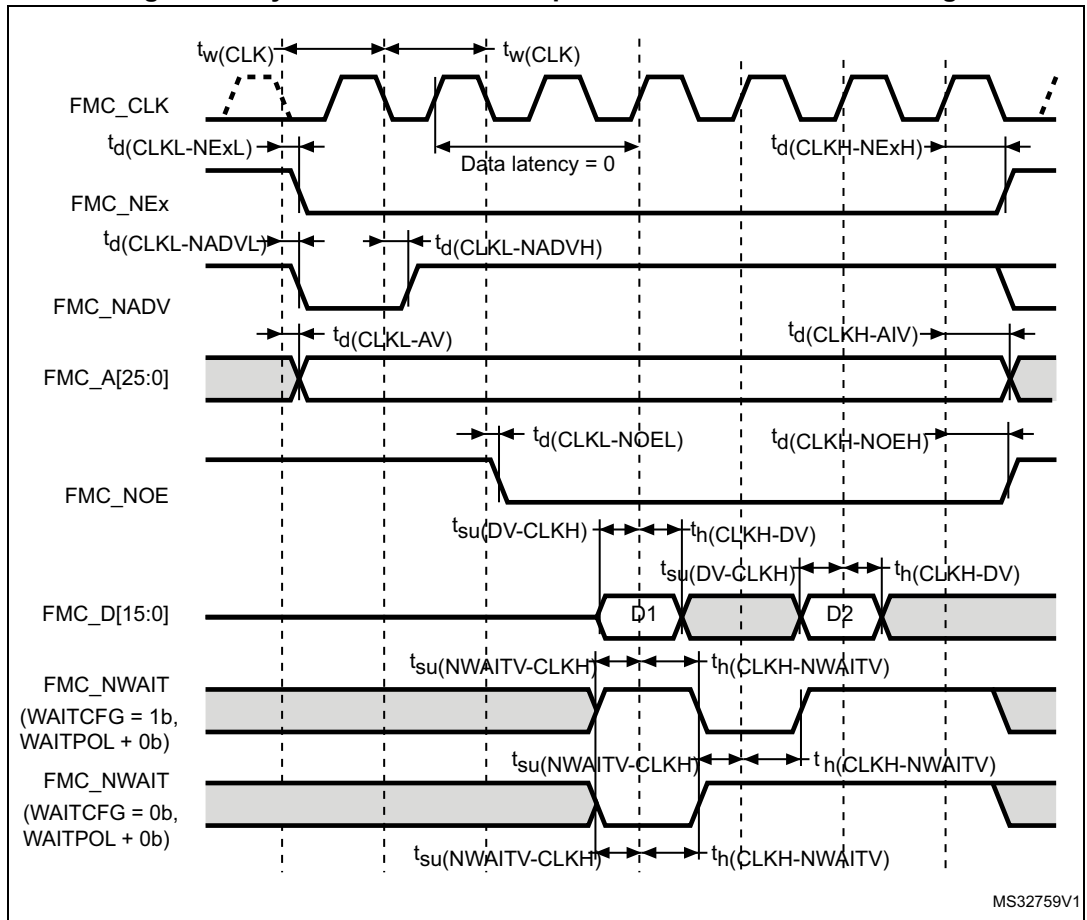 tw(CLK)
tw(CLK)
FMC_CLK
td(CLKL-NExL)
Data latency = 0
td(CLKH-NExH)
FMC_NEx
td(CLKL-NADVL)
td(CLKL-NADVH)
FMC_NADV
td(CLKL-AV)
td(CLKH-AIV)
FMC_A[25:0]
td(CLKL-NOEL)
td(CLKH-NOEH)
FMC_NOE
tsu(DV-CLKH)
th(CLKH-DV)
tsu(DV-CLKH)
th(CLKH-DV)
FMC_D[15:0]
D1
D2
tsu(NWAITV-CLKH)
th(CLKH-NWAITV)
FMC_NWAIT
(WAITCFG = 1b,
WAITPOL + 0b)
tsu(NWAITV-CLKH)
t h(CLKH-NWAITV)
FMC_NWAIT
(WAITCFG = 0b,
WAITPOL + 0b)
tsu(NWAITV-CLKH)
th(CLKH-NWAITV)
MS32759V1